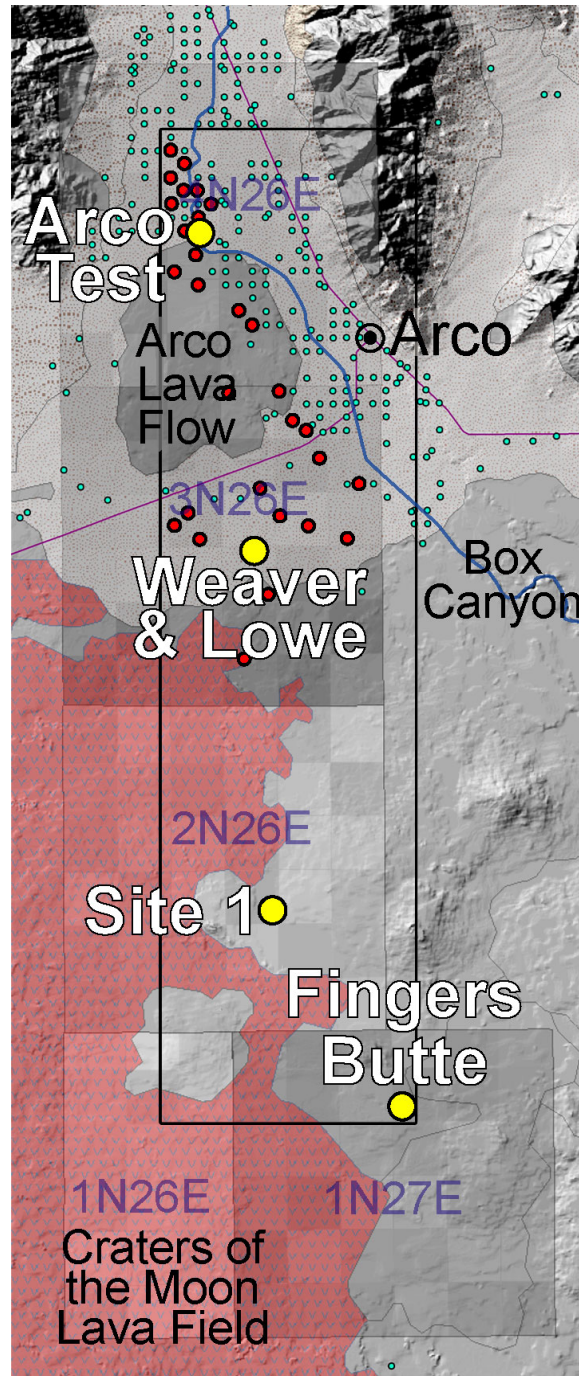 4N26E
Arco
Test
Arco
Arco
Lava
Flow
3N26E
Weaver
& Lowe
Box
Canyon
2N26E
Site 1
Fingers
Butte
1N26E
1N27E
Craters of
the Moon
Lava Field